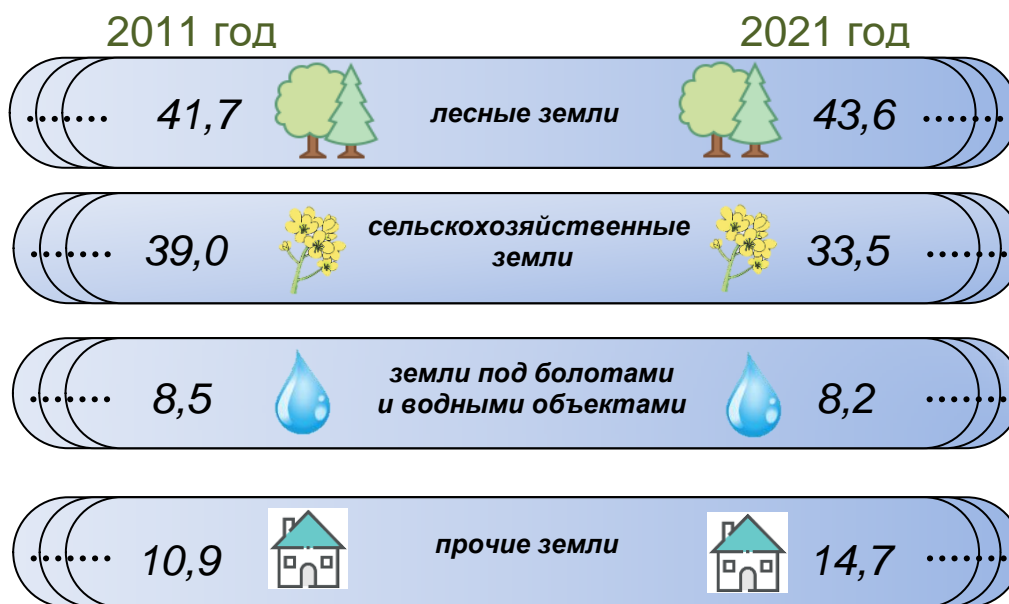 2011 год 2021 год
41,7 лесные земли 43,6
39,0 сельскохозяйственные земли 33,5
8,5 земли под болотами и водными объектами 8,2
10,9 прочие земли 14,7